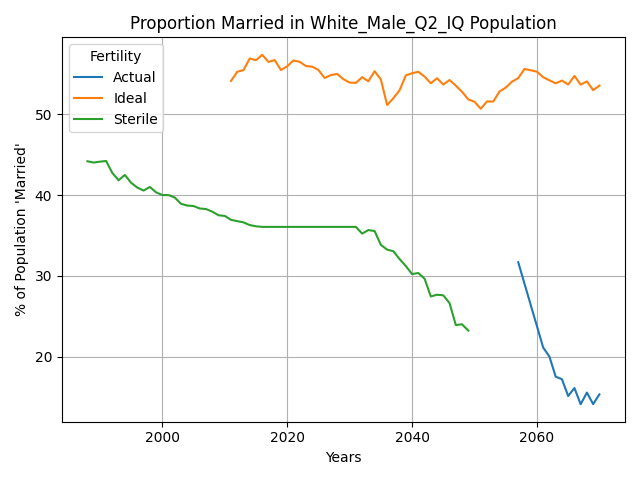 Proportion Married in White_Male_Q2_IQ Population
Fertility
Actual
Ideal
Sterile
% of Population 'Married'
50
40
30
20
2000
2020
2040
2060
Years